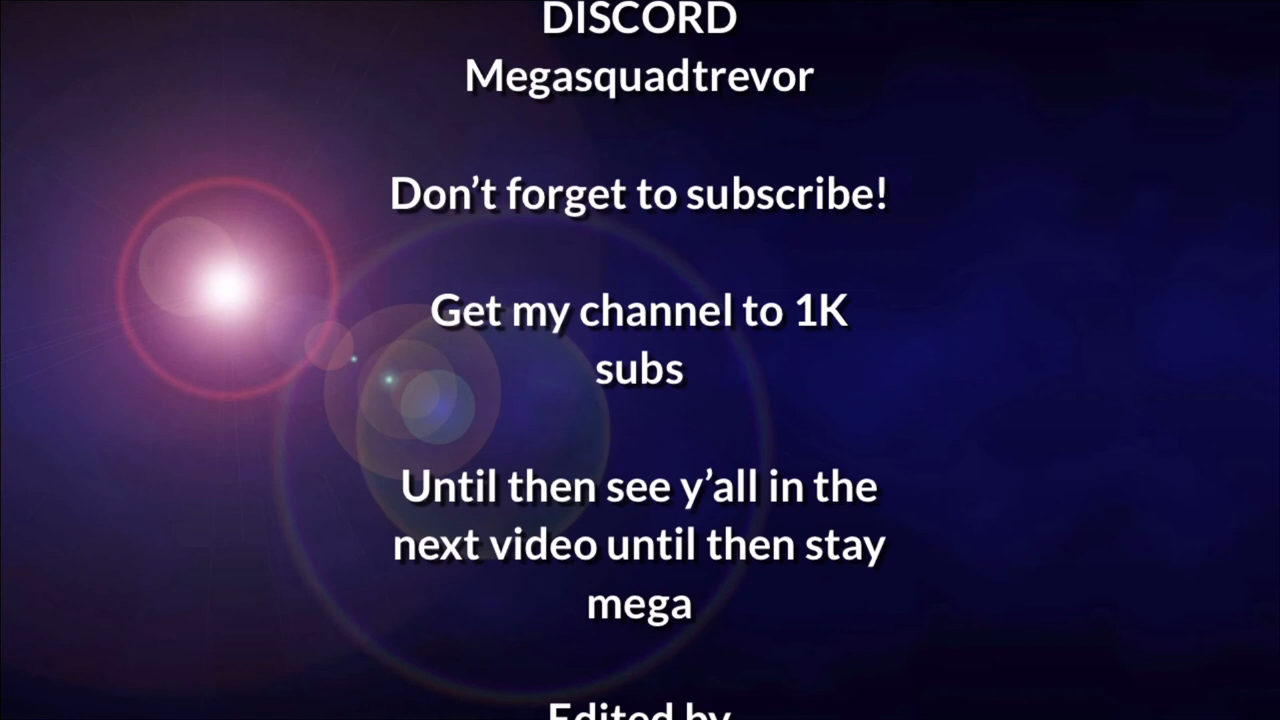 DISCORD
Megasquadtrevor
Don’t forget to subscribe!
Get my channel to 1K
subs
Until then see y’all in the
next video until then stay
mega
Edited by